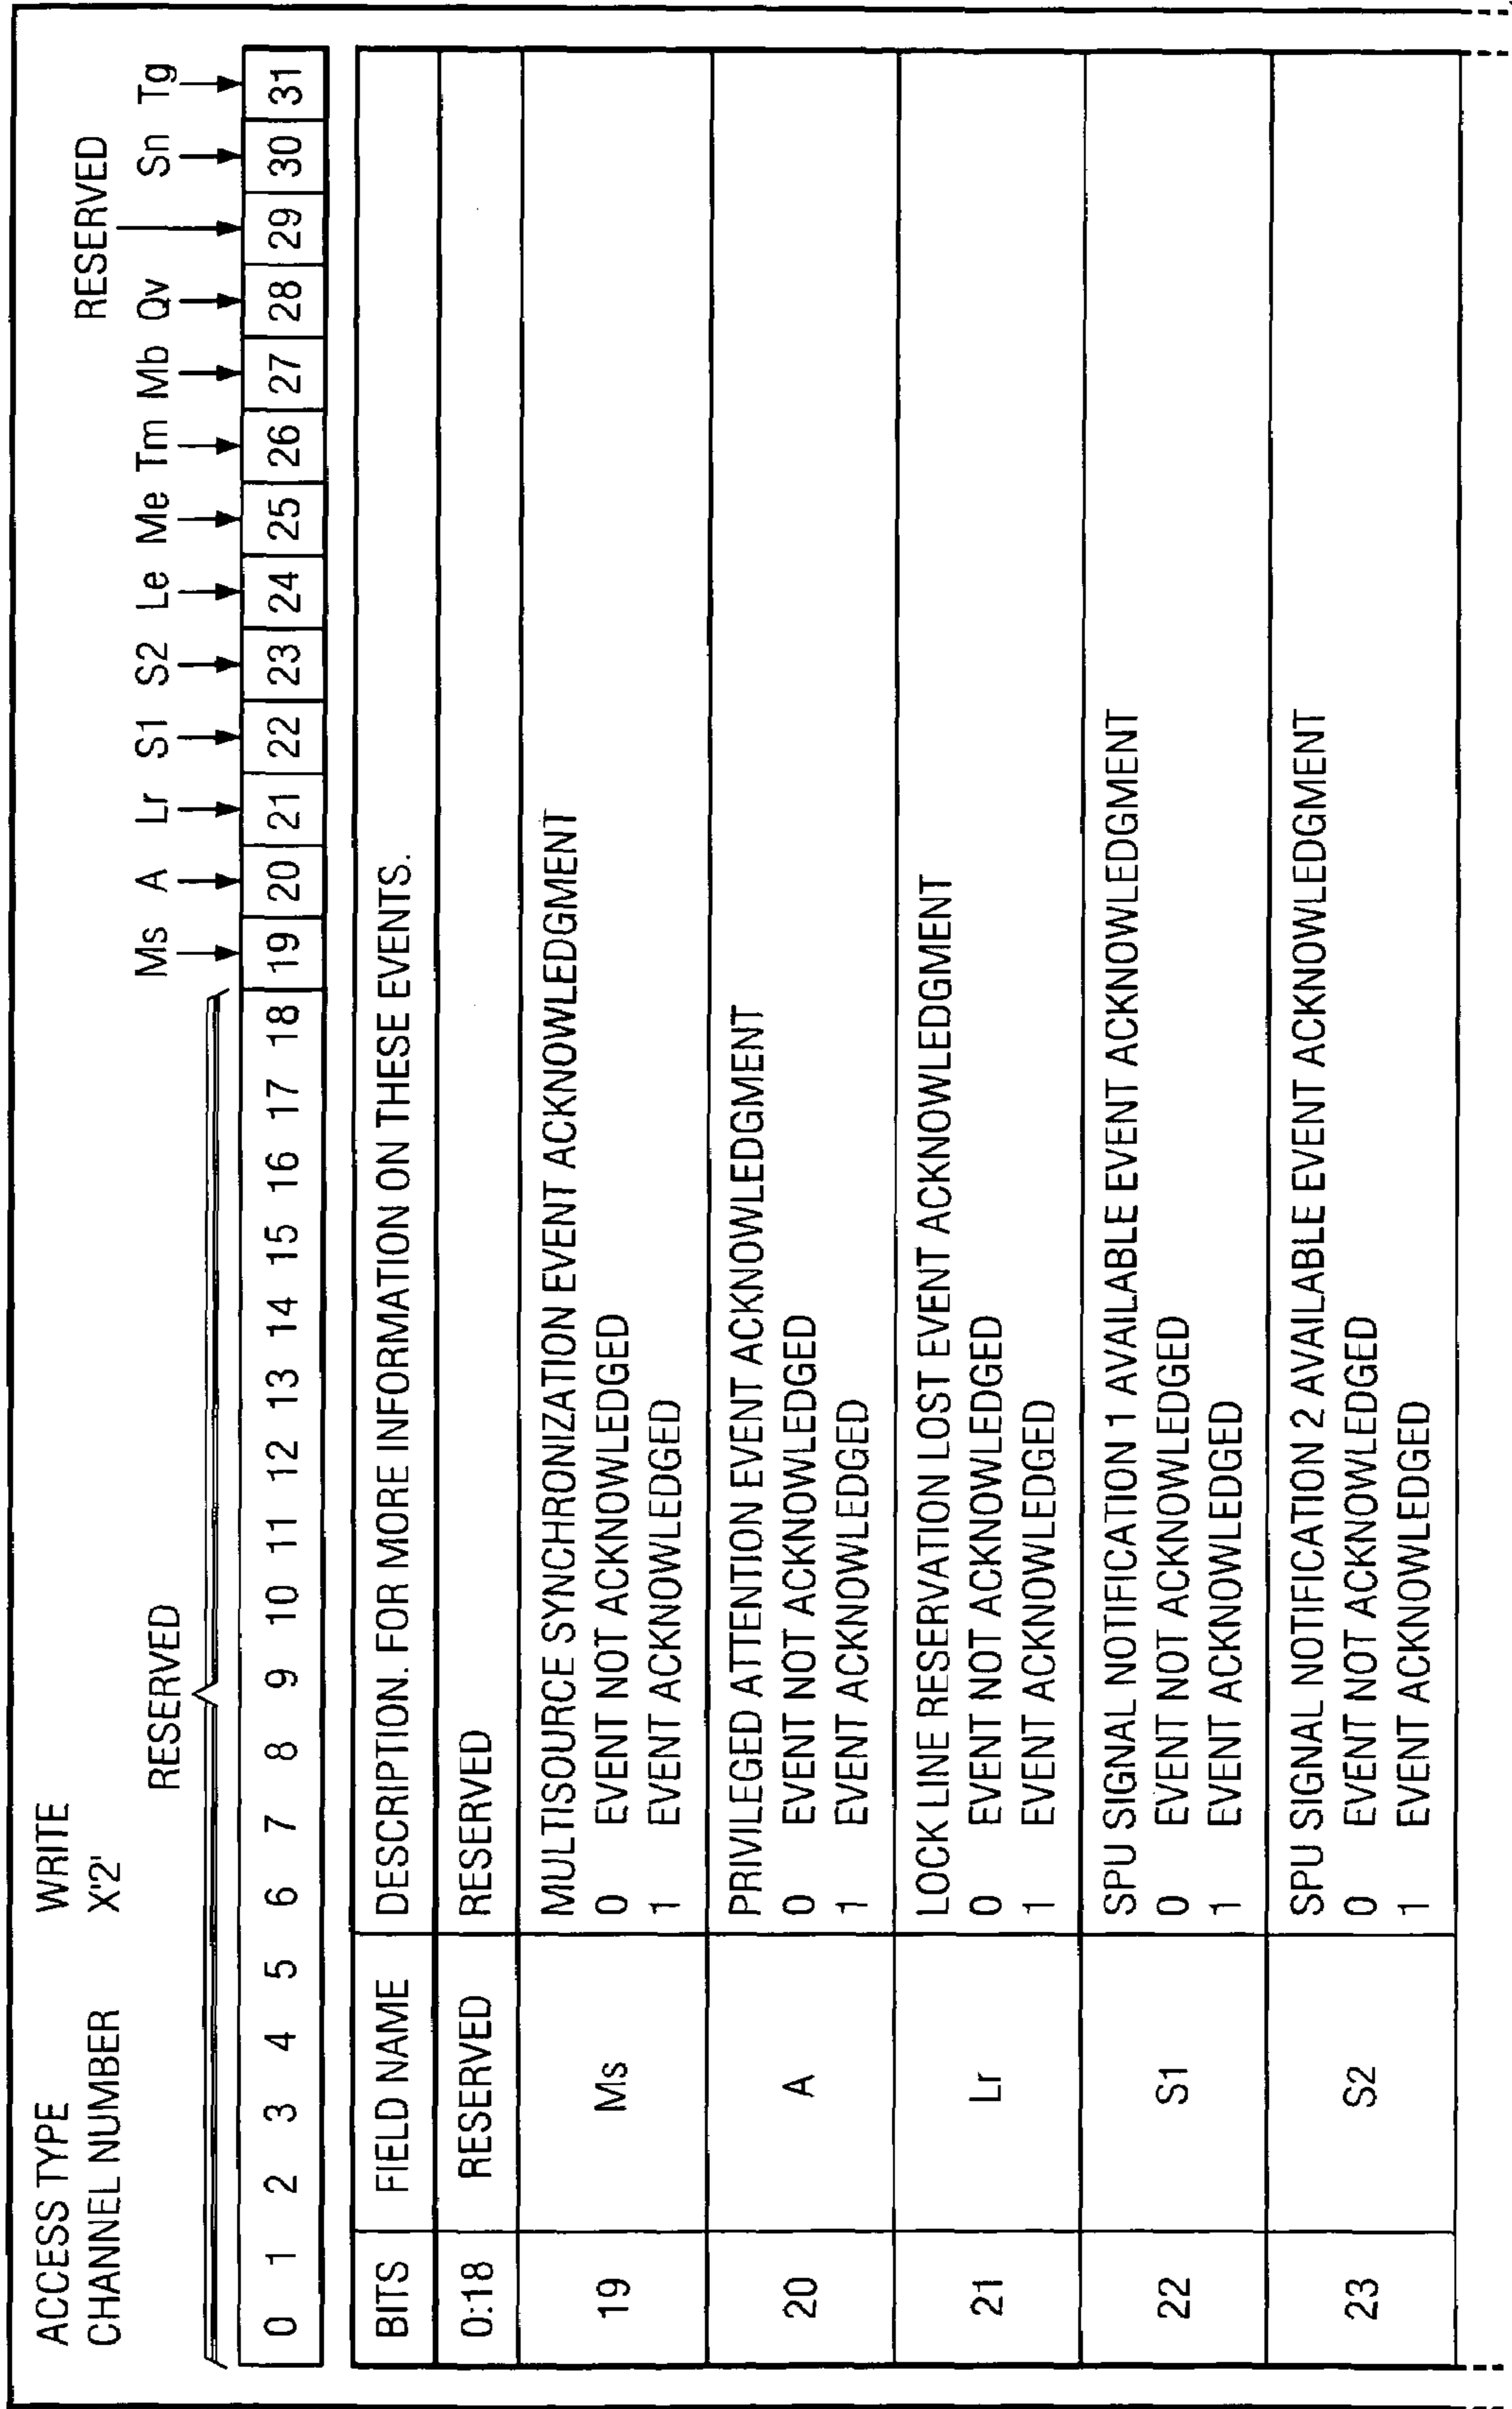 ACCESS TYPE WRITE
CHANNEL NUMBER X'2'
RESERVED
RESERVED Ms A Lr S1 S2 Le Me Tm Mb Qv Sn Tg
0 1 2 3 4 5 6 7 8 9 10 11 12 13 14 15 16 17 18 19 20 21 22 23 24 25 26 27 28 29 30 31
BITS FIELD NAME DESCRIPTION. FOR MORE INFORMATION ON THESE EVENTS.
0:18 RESERVED RESERVED
19 Ms MULTISOURCE SYNCHRONIZATION EVENT ACKNOWLEDGMENT
0 EVENT NOT ACKNOWLEDGED
1 EVENT ACKNOWLEDGED
20 A PRIVILEGED ATTENTION EVENT ACKNOWLEDGMENT
0 EVENT NOT ACKNOWLEDGED
1 EVENT ACKNOWLEDGED
21 Lr LOCK LINE RESERVATION LOST EVENT ACKNOWLEDGMENT
0 EVENT NOT ACKNOWLEDGED
1 EVENT ACKNOWLEDGED
22 S1 SPU SIGNAL NOTIFICATION 1 AVAILABLE EVENT ACKNOWLEDGMENT
0 EVENT NOT ACKNOWLEDGED
1 EVENT ACKNOWLEDGED
23 S2 SPU SIGNAL NOTIFICATION 2 AVAILABLE EVENT ACKNOWLEDGMENT
0 EVENT NOT ACKNOWLEDGED
1 EVENT ACKNOWLEDGED